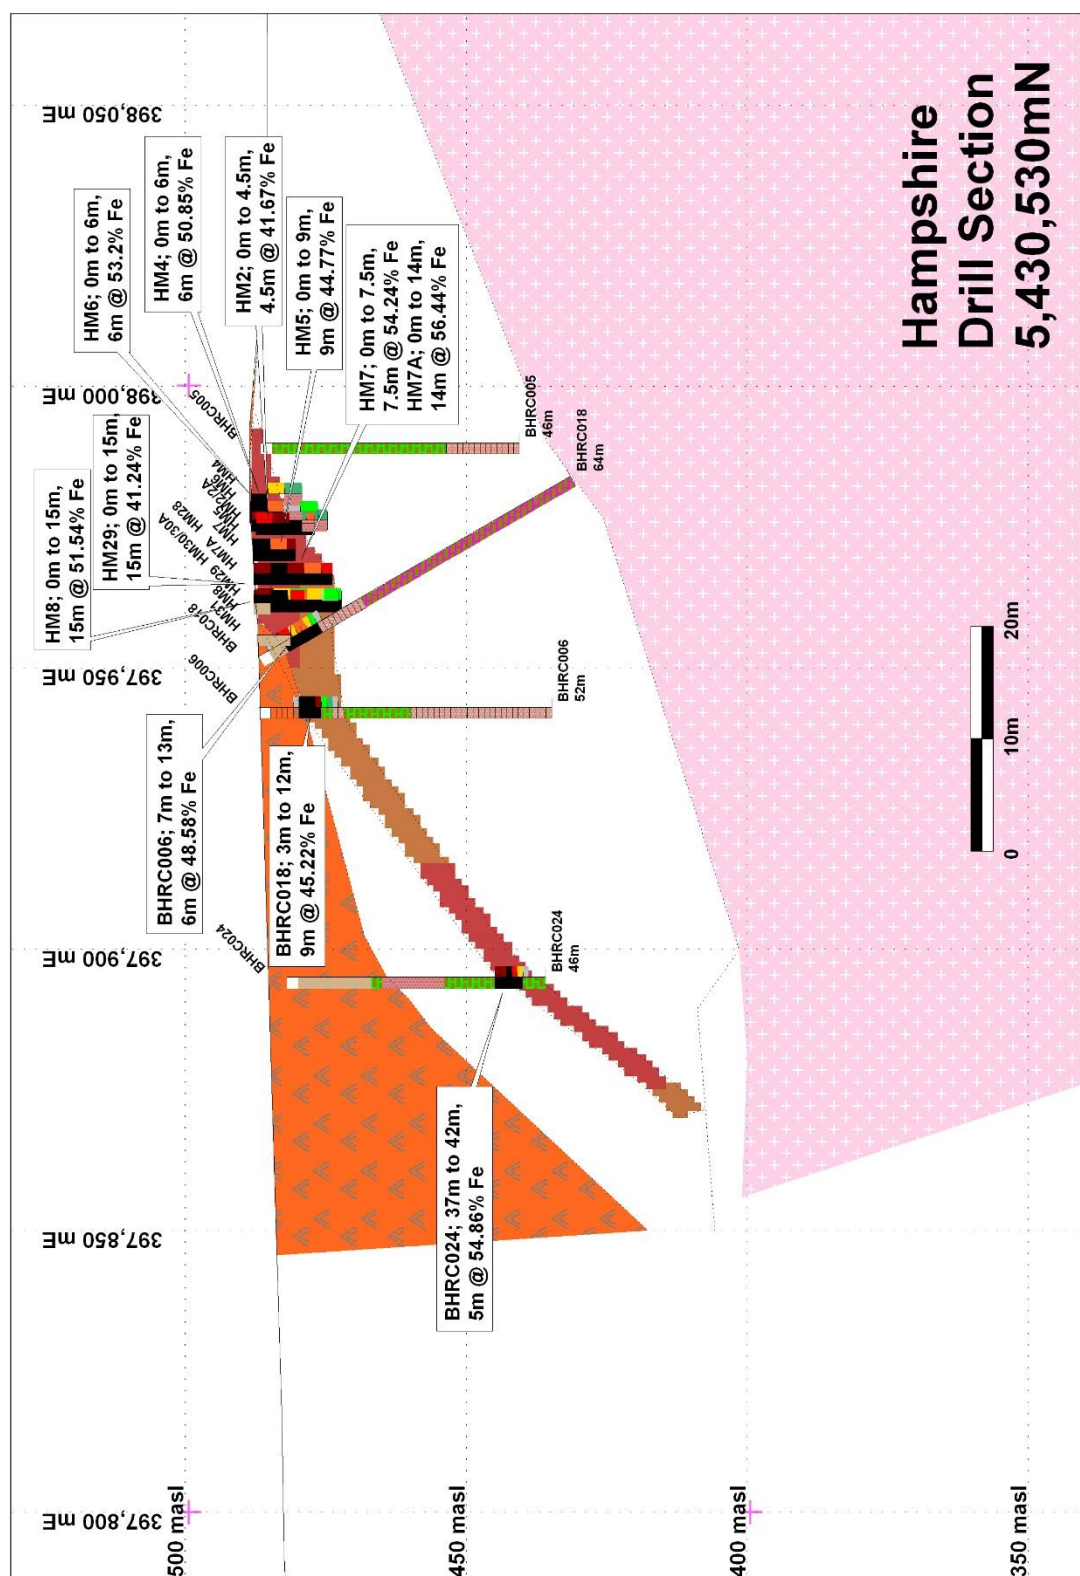 Hampshire
Drill Section
5,430,530mN
HM6; 0m to 6m,
6m @ 53.2% Fe
HM4; 0m to 6m,
6m @ 50.85% Fe
HM2; 0m to 4.5m,
4.5m @ 41.67% Fe
HM5; 0m to 9m,
9m @ 44.77% Fe
HM7; 0m to 7.5m,
7.5m @ 54.24% Fe
HM7A; 0m to 14m,
14m @ 56.44% Fe
HM8; 0m to 15m,
15m @ 51.54% Fe
HM29; 0m to 15m,
15m @ 41.24% Fe
BHRC006; 7m to 13m,
6m @ 48.58% Fe
BHRC018; 3m to 12m,
9m @ 45.22% Fe
BHRC024; 37m to 42m,
5m @ 54.86% Fe
BHRC024
BHRC006
BHRC018
HM31
HM8
HM29
HM30/30A
HM7A
HM28
HM7
HM6
HM4
BHRC005
BHRC005
46m
BHRC018
64m
BHRC006
52m
BHRC024
46m
397,800 mE
397,850 mE
397,900 mE
397,950 mE
398,000 mE
398,050 mE
500 masl
450
400
350
0
10m
20m